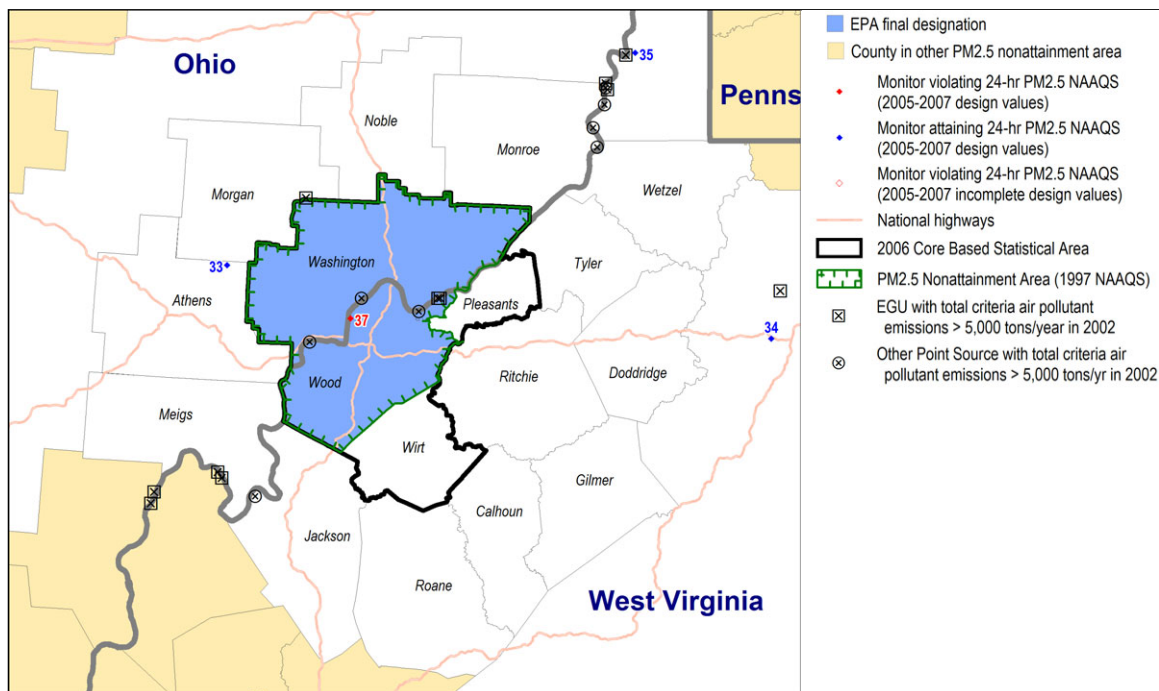 Ohio
Penns
Noble
Monroe
Morgan
Wetzel
Washington
Tyler
Athens
Pleasants
Wood
Ritchie
Doddridge
Meigs
Wirt
Gilmer
Calhoun
Jackson
Roane
West Virginia
35
33
37
34
EPA final designation
County in other PM2.5 nonattainment area
Monitor violating 24-hr PM2.5 NAAQS
(2005-2007 design values)
Monitor attaining 24-hr PM2.5 NAAQS
(2005-2007 design values)
Monitor violating 24-hr PM2.5 NAAQS
(2005-2007 incomplete design values)
National highways
2006 Core Based Statistical Area
PM2.5 Nonattainment Area (1997 NAAQS)
EGU with total criteria air pollutant
emissions > 5,000 tons/year in 2002
Other Point Source with total criteria air
pollutant emissions > 5,000 tons/yr in 2002